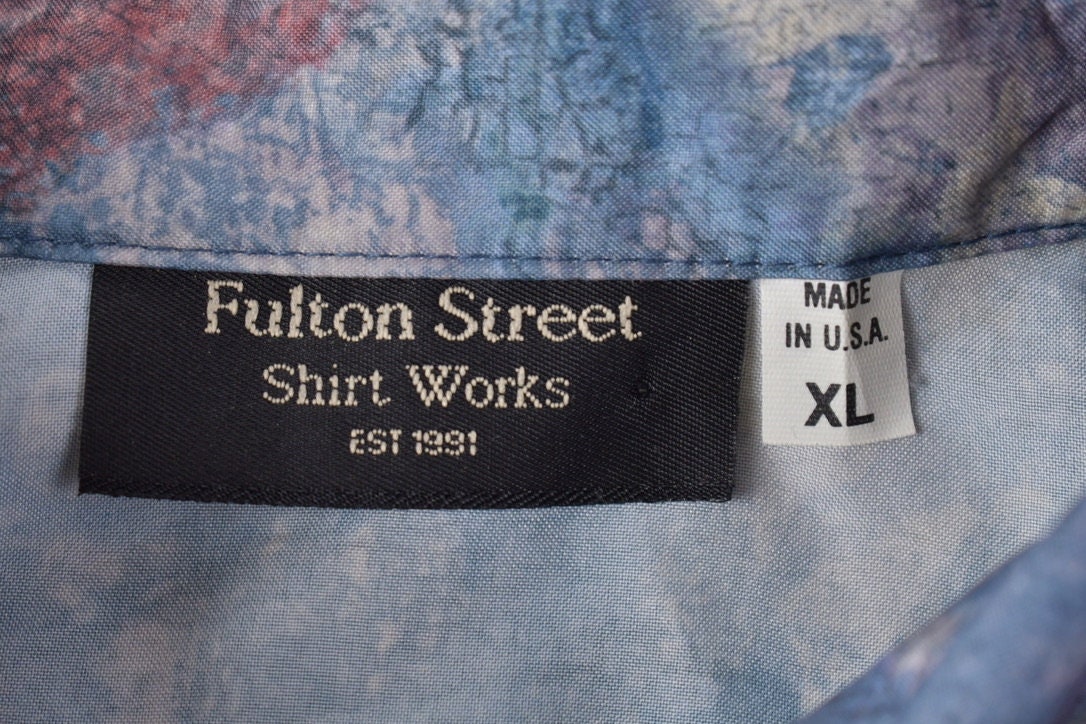 Fulton Street
Shirt Works
EST 1991
MADE
IN U.S.A.
XL